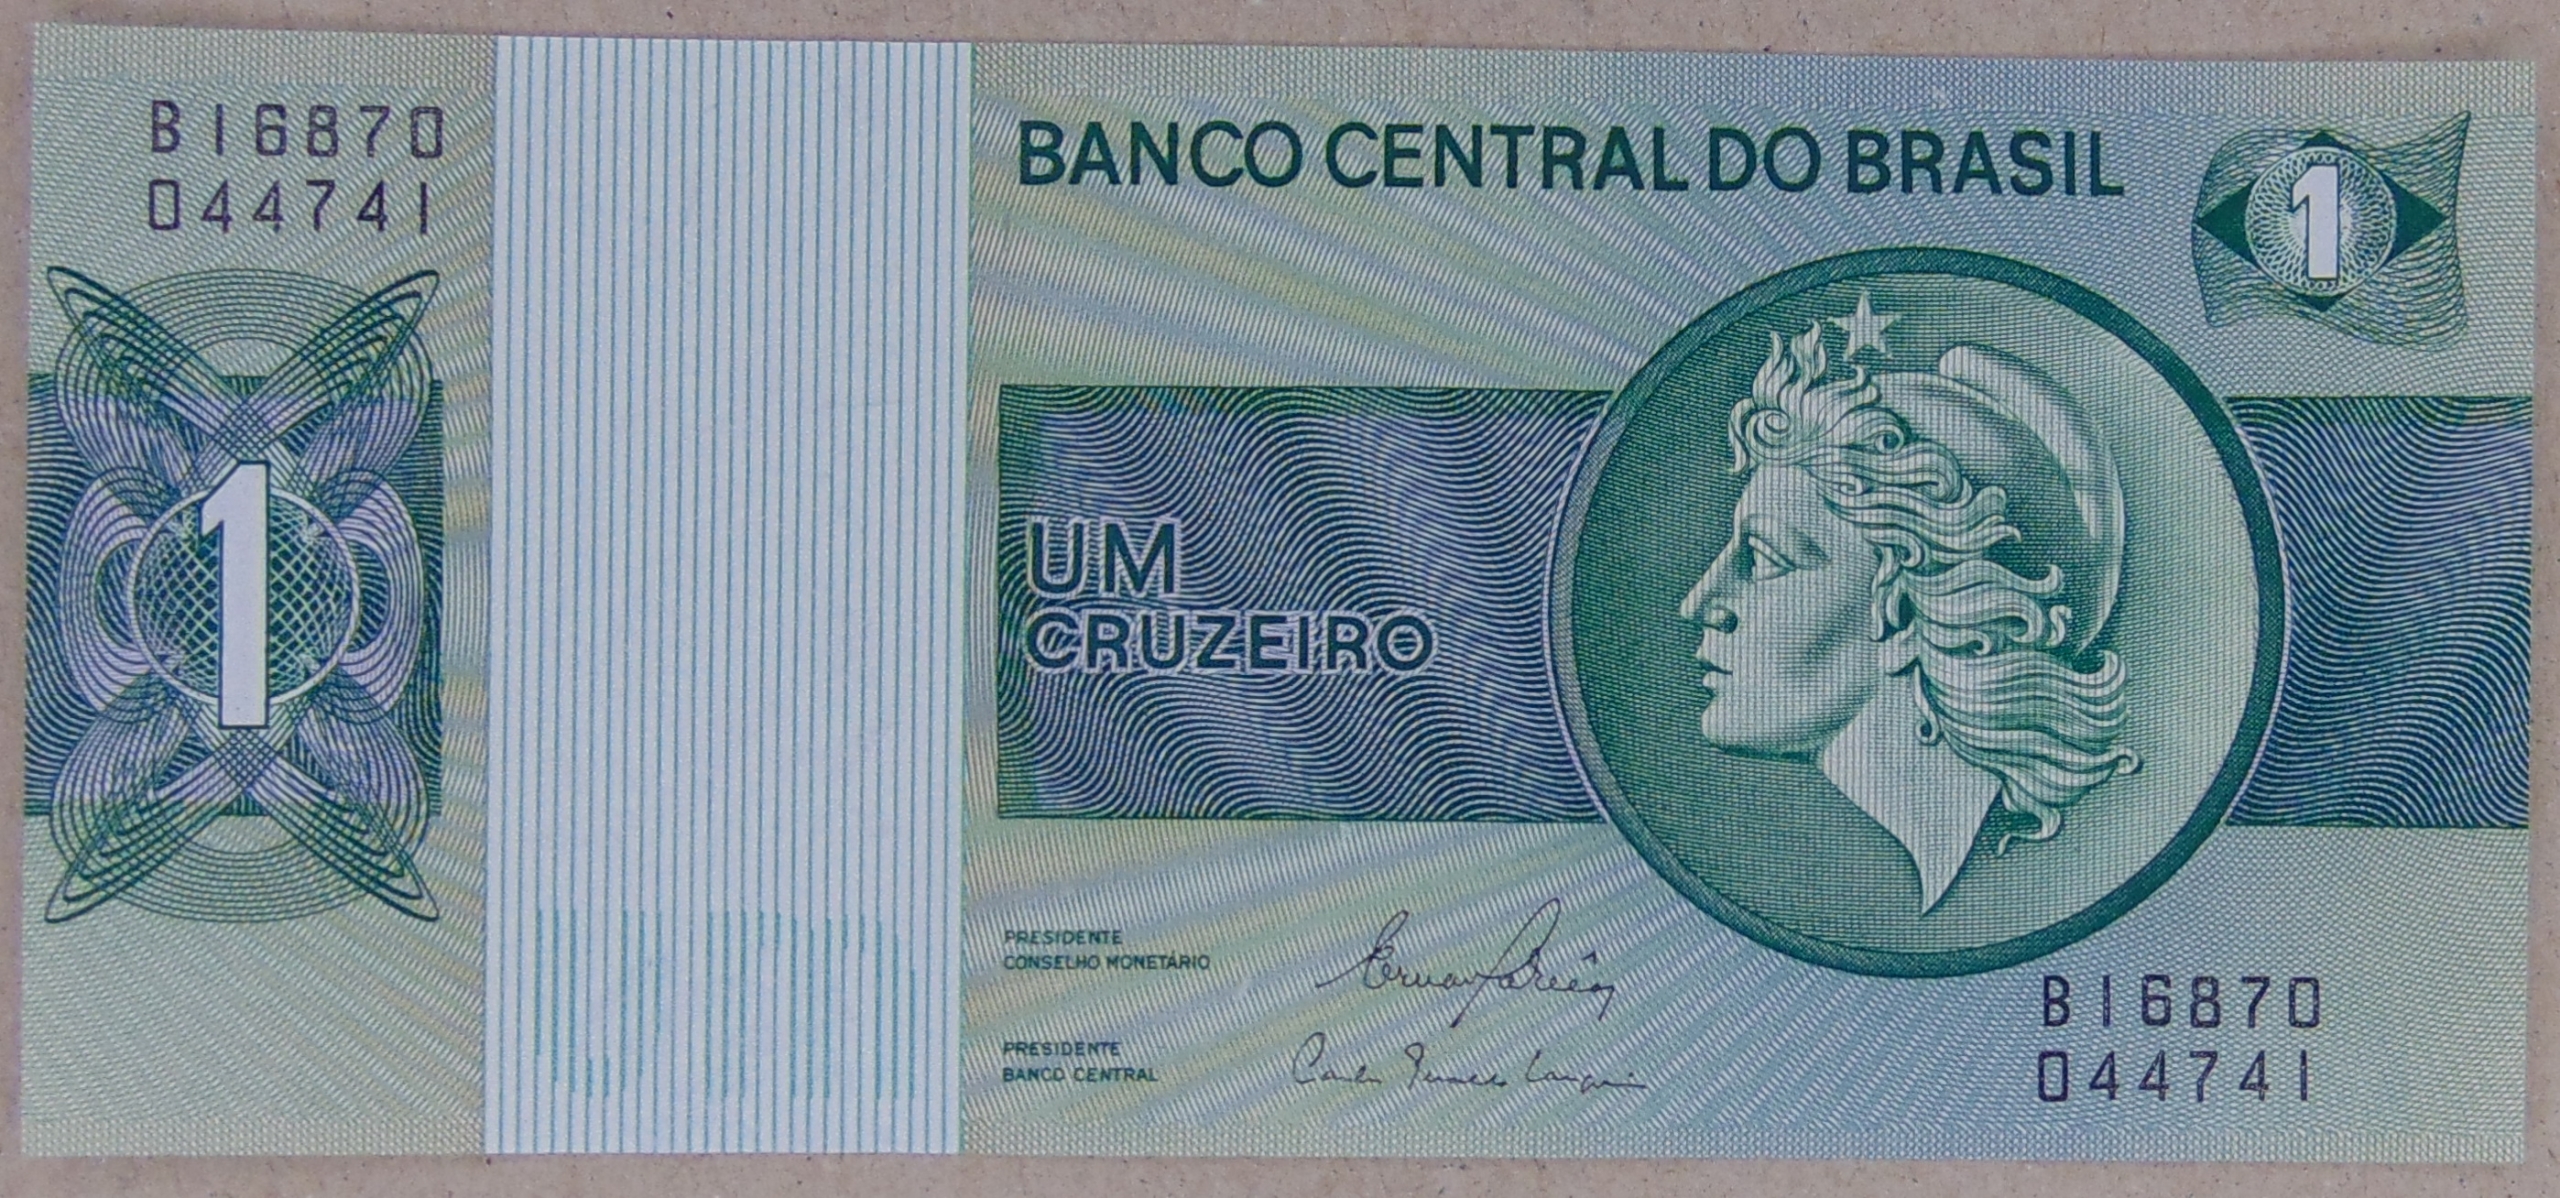 B16870
044741
BANCO CENTRAL DO BRASIL
1
1
UM
CRUZEIRO
PRESIDENTE
CONSELHO MONETÁRIO
PRESIDENTE
BANCO CENTRAL
B16870
044741